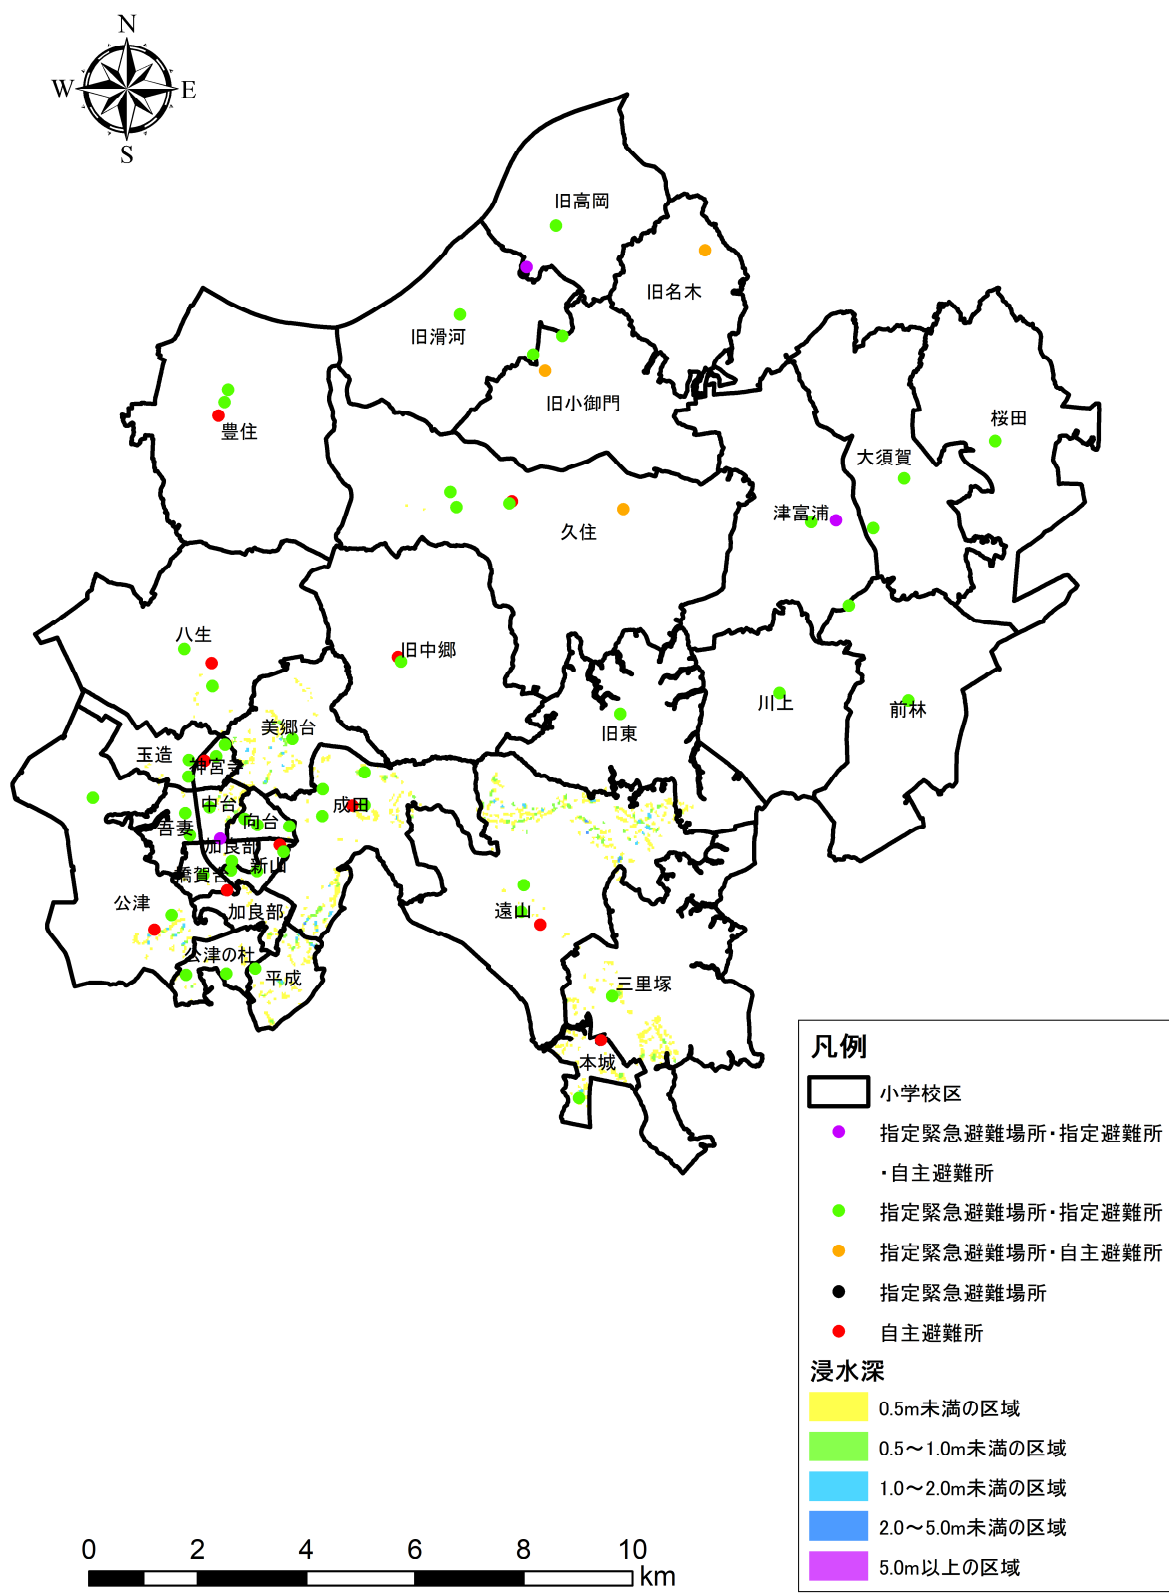 N
W
E
S
旧高岡
旧名木
旧滑河
旧小御門
豊住
桜田
大須賀
津富浦
久住
八生
旧中郷
川上
前林
旧東
美郷台
玉造
神宮寺
中台
成田
吾妻
向台
加良部
橋賀台
新山
公津
加良部
遠山
公津の杜
平成
三里塚
本城
凡例
小学校区
指定緊急避難場所・指定避難所
・自主避難所
指定緊急避難場所・指定避難所
指定緊急避難場所・自主避難所
指定緊急避難場所
自主避難所
浸水深
0.5m未満の区域
0.5～1.0m未満の区域
1.0～2.0m未満の区域
2.0～5.0m未満の区域
5.0m以上の区域
0 2 4 6 8 10
km